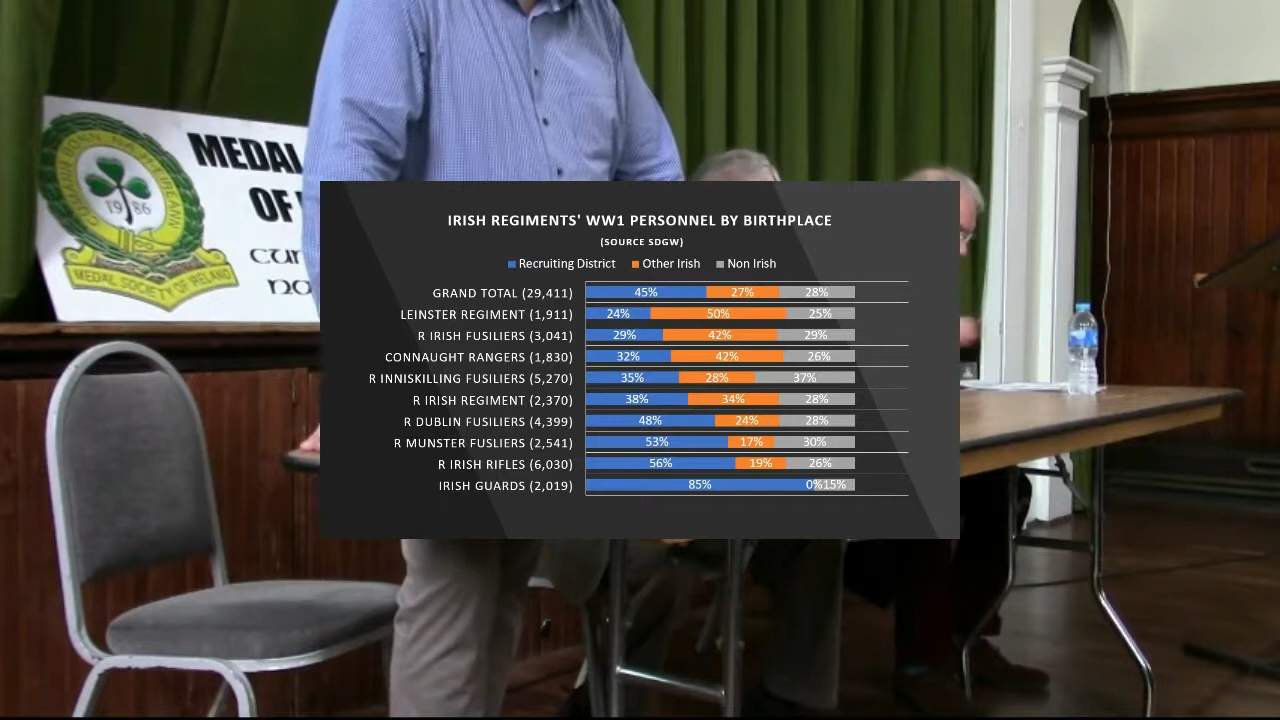 MEDAL
OF
CUMANN BONN NA hEIREANN
1986
MEDAL SOCIETY OF IRELAND
IRISH REGIMENTS' WW1 PERSONNEL BY BIRTHPLACE
(SOURCE SDGW)
Recruiting District Other Irish Non Irish
GRAND TOTAL (29,411) 45% 27% 28%
LEINSTER REGIMENT (1,911) 24% 50% 25%
R IRISH FUSILIERS (3,041) 29% 42% 29%
CONNAUGHT RANGERS (1,830) 32% 42% 26%
R INNISKILLING FUSILIERS (5,270) 35% 28% 37%
R IRISH REGIMENT (2,370) 38% 34% 28%
R DUBLIN FUSILIERS (4,399) 48% 24% 28%
R MUNSTER FUSLIERS (2,541) 53% 17% 30%
R IRISH RIFLES (6,030) 56% 19% 26%
IRISH GUARDS (2,019) 85% 0% 15%